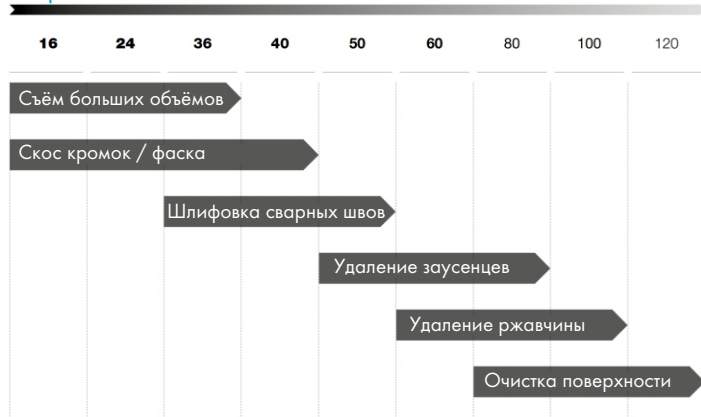 16 24 36 40 50 60 80 100 120
Съём больших объёмов
Скос кромок / фаска
Шлифовка сварных швов
Удаление заусенцев
Удаление ржавчины
Очистка поверхности